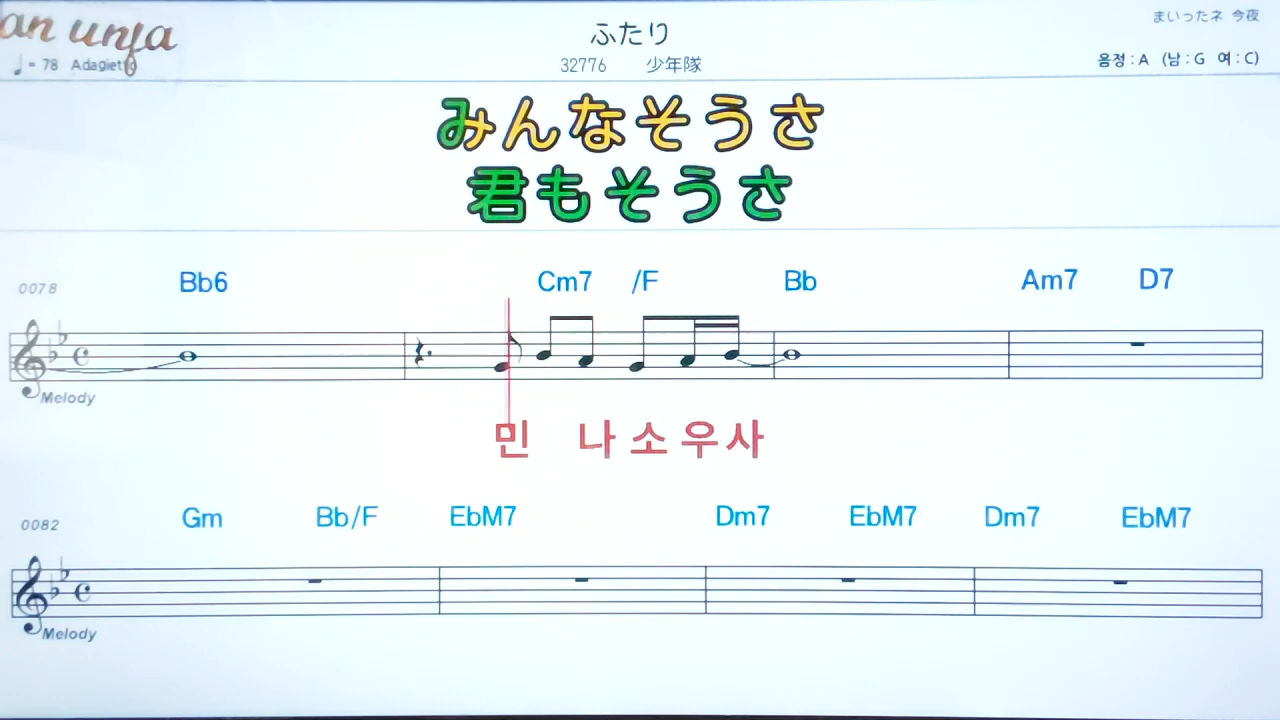 an unfa
まいったネ 今夜
ふたり
♩= 78 Adagietto
32776 少年隊
음정 : A (남 : G 여 : C)
みんなそうさ
君もそうさ
0078 Bb6 Cm7 /F Bb Am7 D7
Melody
민 나 소 우 사
0082 Gm Bb/F EbM7 Dm7 EbM7 Dm7 EbM7
Melody